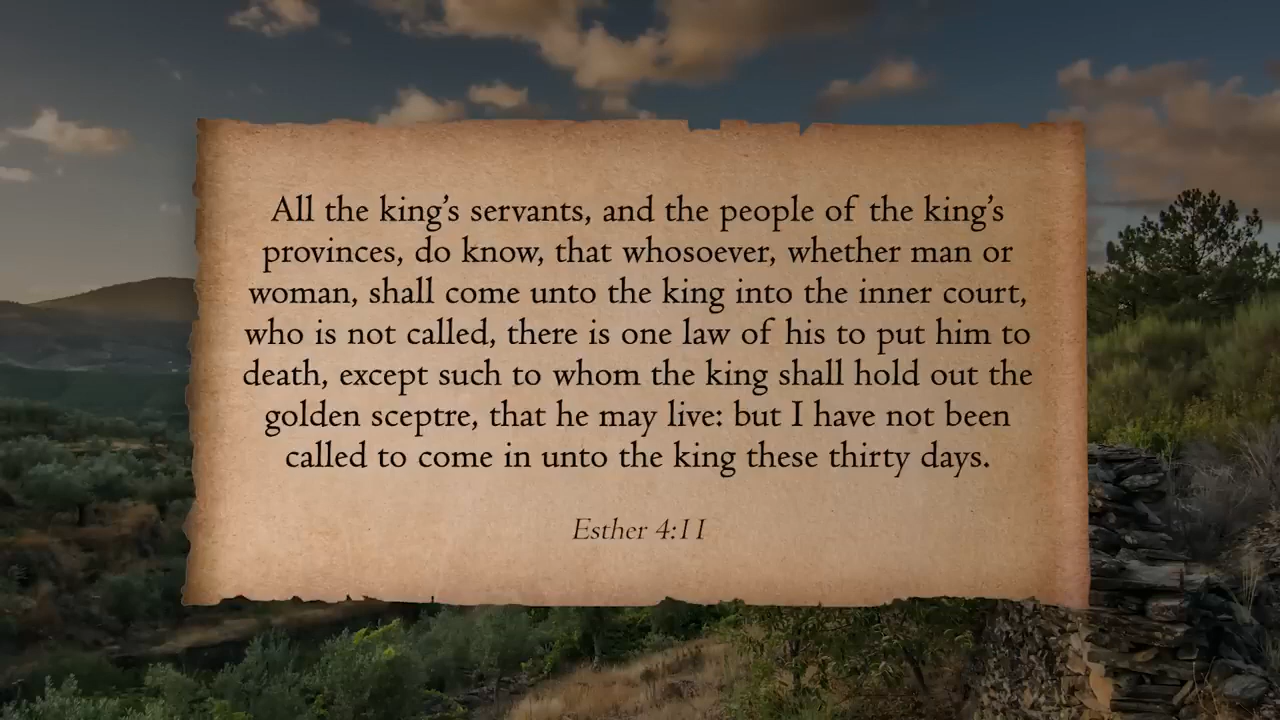 All the king’s servants, and the people of the king’s
provinces, do know, that whosoever, whether man or
woman, shall come unto the king into the inner court,
who is not called, there is one law of his to put him to
death, except such to whom the king shall hold out the
golden sceptre, that he may live: but I have not been
called to come in unto the king these thirty days.
Esther 4:11